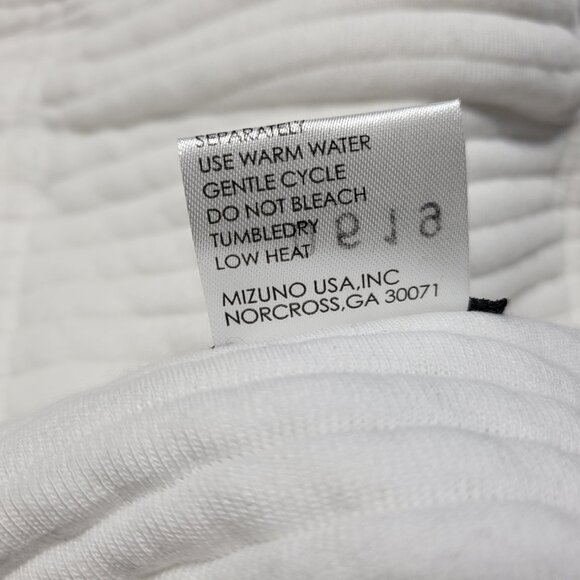 SEPARATELY
USE WARM WATER
GENTLE CYCLE
DO NOT BLEACH
TUMBLEDRY
LOW HEAT
MIZUNO USA,INC
NORCROSS,GA 30071